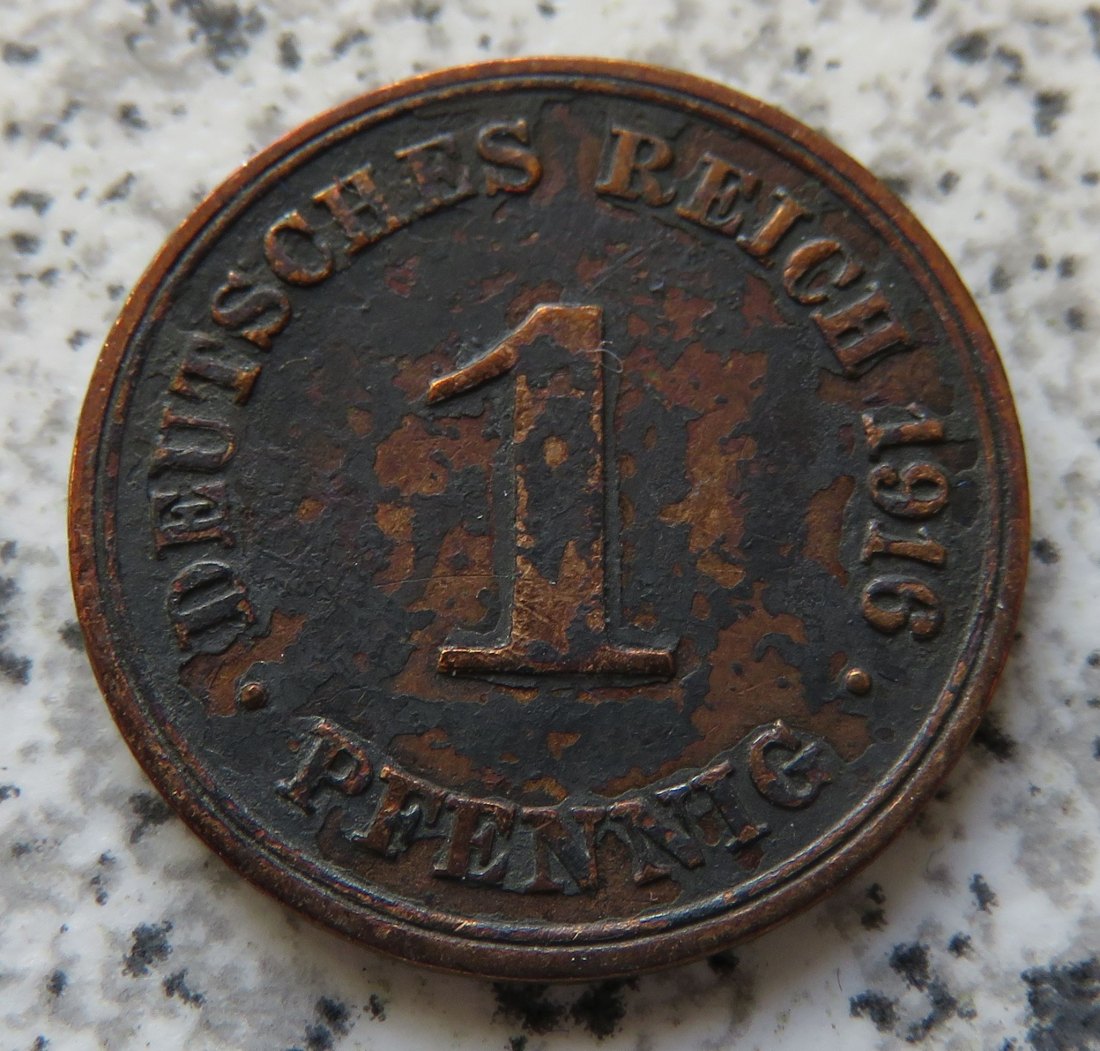 DEUTSCHES REICH 1916
1
· PFENNIG ·